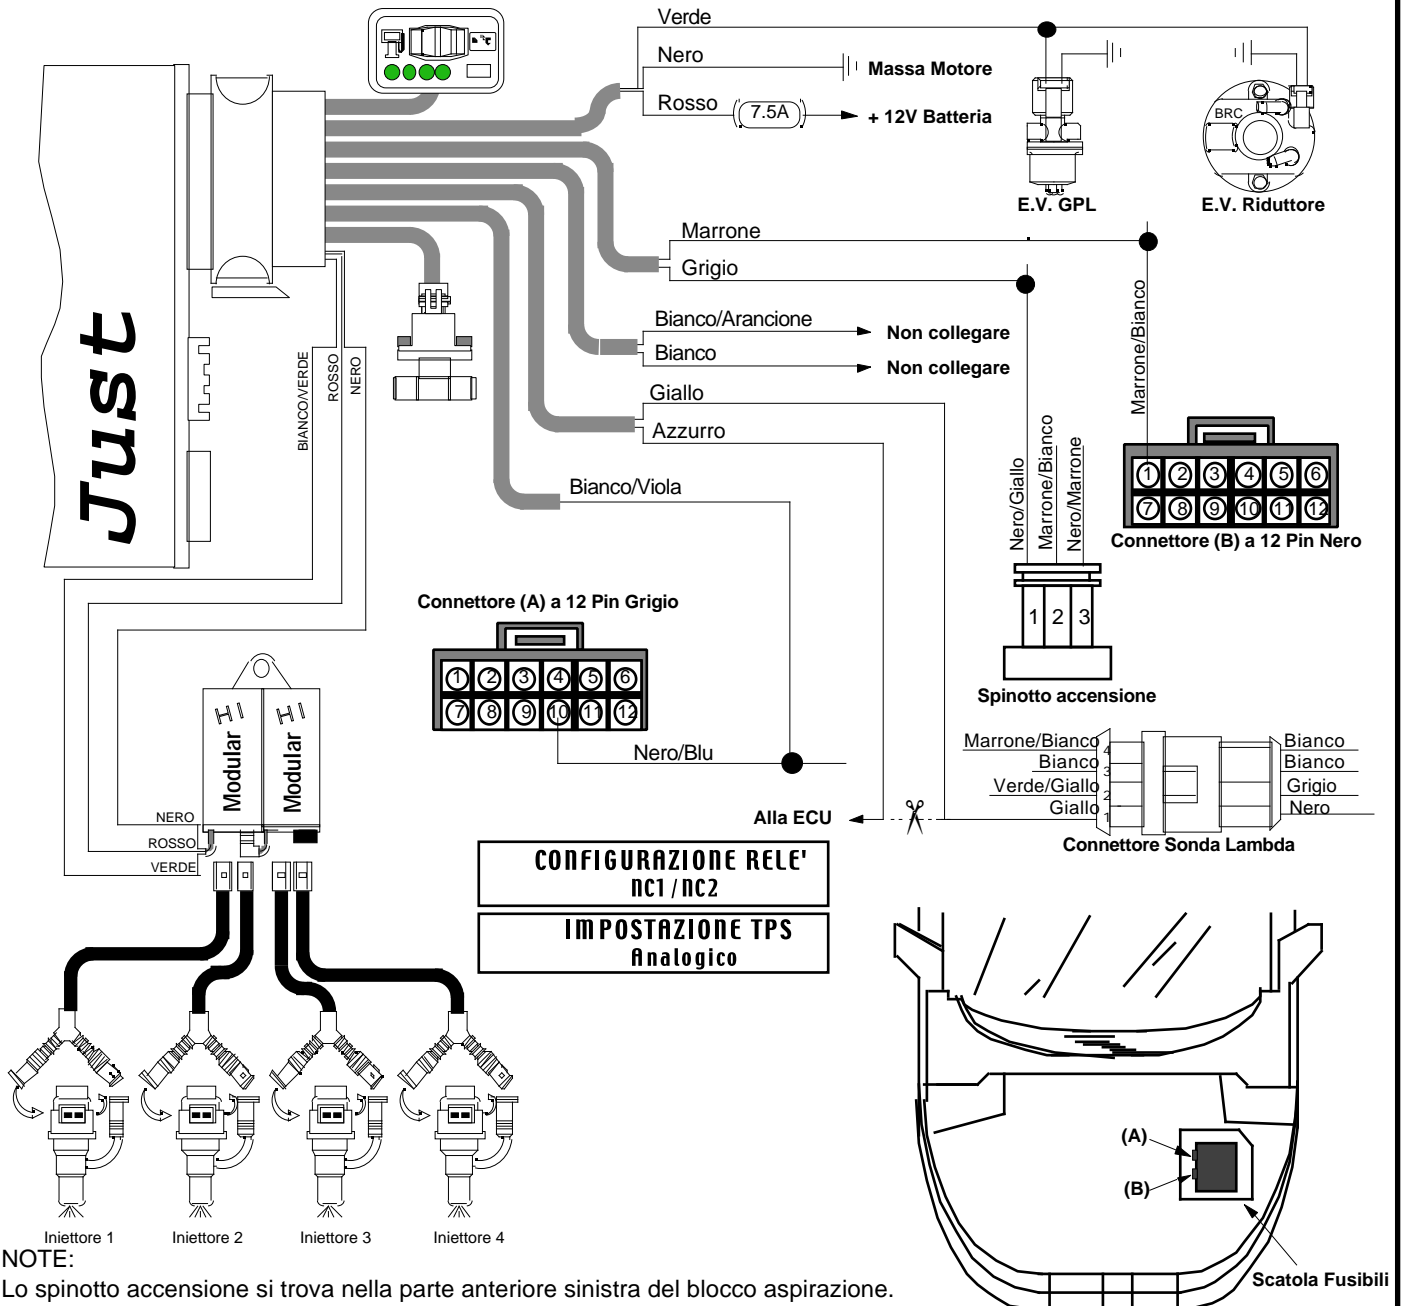 Verde
Nero
Massa Motore
Rosso
7.5A
+ 12V Batteria
BRC
°C
E.V. GPL
E.V. Riduttore
Marrone
Grigio
Bianco/Arancione
Non collegare
Bianco
Non collegare
Giallo
Azzurro
Bianco/Viola
Just
BIANCO/VERDE
ROSSO
NERO
Marrone/Bianco
Nero/Giallo
Marrone/Bianco
Nero/Marrone
1 2 3 4 5 6
7 8 9 10 11 12
Connettore (B) a 12 Pin Nero
1 2 3
Spinotto accensione
Connettore (A) a 12 Pin Grigio
1 2 3 4 5 6
7 8 9 10 11 12
Nero/Blu
Modular HI
Modular HI
NERO
ROSSO
VERDE
Marrone/Bianco 4 Bianco
Bianco 3 Bianco
Verde/Giallo 2 Grigio
Giallo 1 Nero
Connettore Sonda Lambda
Alla ECU
CONFIGURAZIONE RELE'
NC1/NC2
IMPOSTAZIONE TPS
Analogico
(A)
(B)
Scatola Fusibili
Iniettore 1
Iniettore 2
Iniettore 3
Iniettore 4
NOTE:
Lo spinotto accensione si trova nella parte anteriore sinistra del blocco aspirazione.